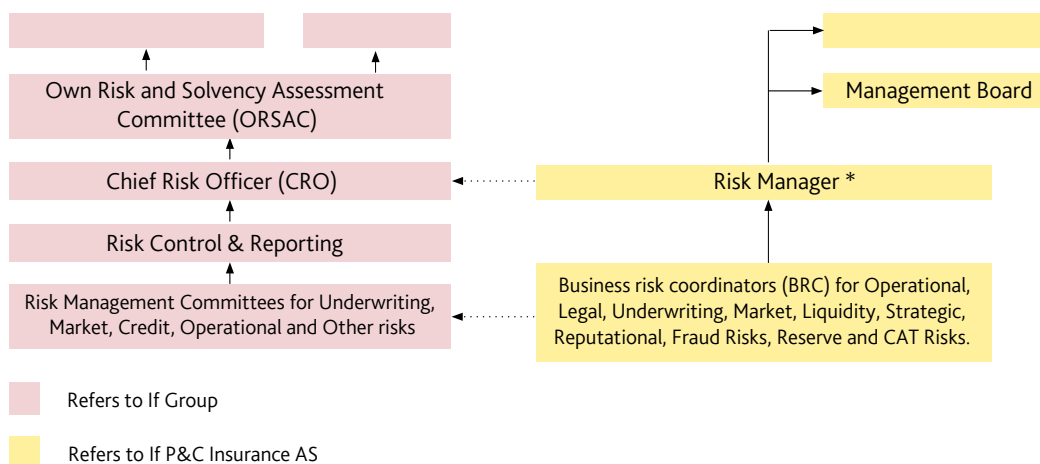 Own Risk and Solvency Assessment
Committee (ORSAC)
Management Board
Chief Risk Officer (CRO)
Risk Manager *
Risk Control & Reporting
Risk Management Committees for Underwriting,
Market, Credit, Operational and Other risks
Business risk coordinators (BRC) for Operational,
Legal, Underwriting, Market, Liquidity, Strategic,
Reputational, Fraud Risks, Reserve and CAT Risks.
Refers to If Group
Refers to If P&C Insurance AS